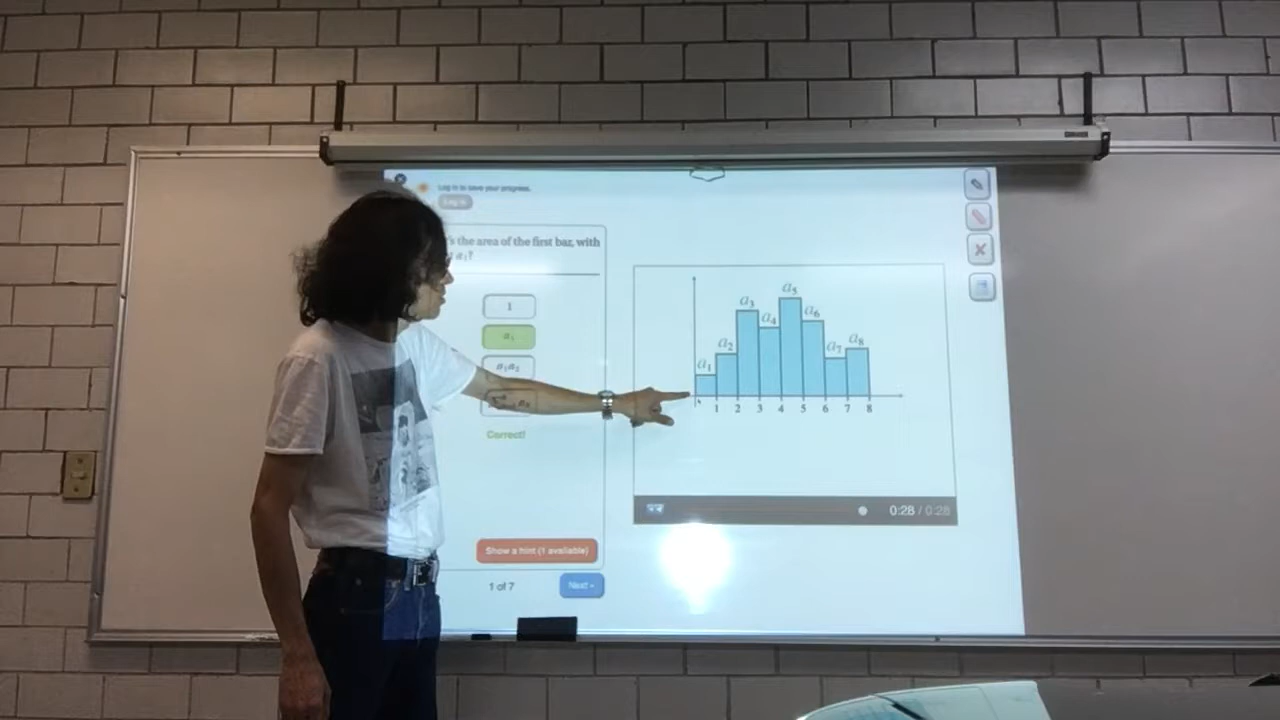 Log in to save your progress.
Log in
's the area of the first bar, with
a₁?
1
a₁
a₁a₂
Correct!
Show a hint (1 available)
1 of 7
Next »
a₁ a₂ a₃ a₄ a₅ a₆ a₇ a₈
1 2 3 4 5 6 7 8
0:28 / 0:28